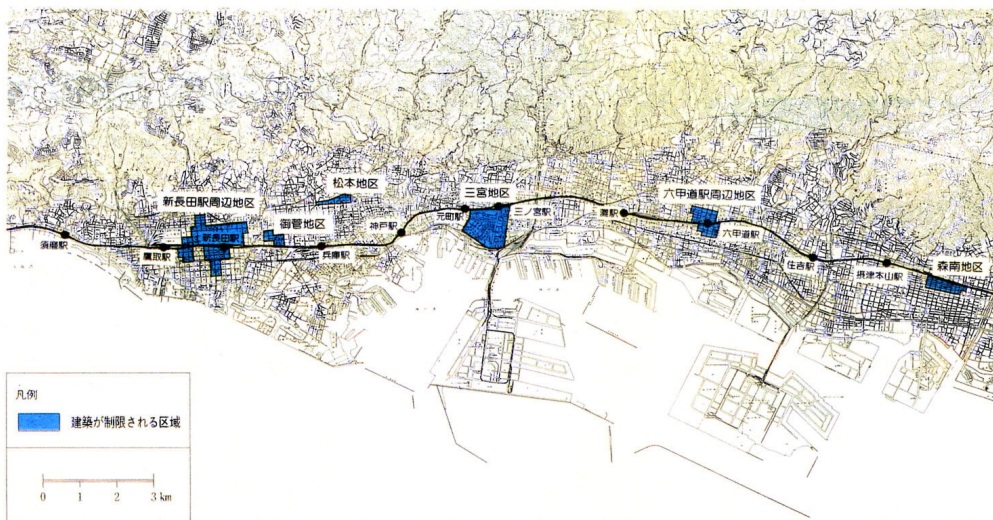 松本地区
三宮地区
六甲道駅周辺地区
新長田駅周辺地区
御菅地区
元町駅
三ノ宮駅
灘駅
神戸駅
六甲道駅
新長田駅
須磨駅
鷹取駅
兵庫駅
住吉駅
摂津本山駅
森南地区
凡例
建築が制限される区域
0 1 2 3 km